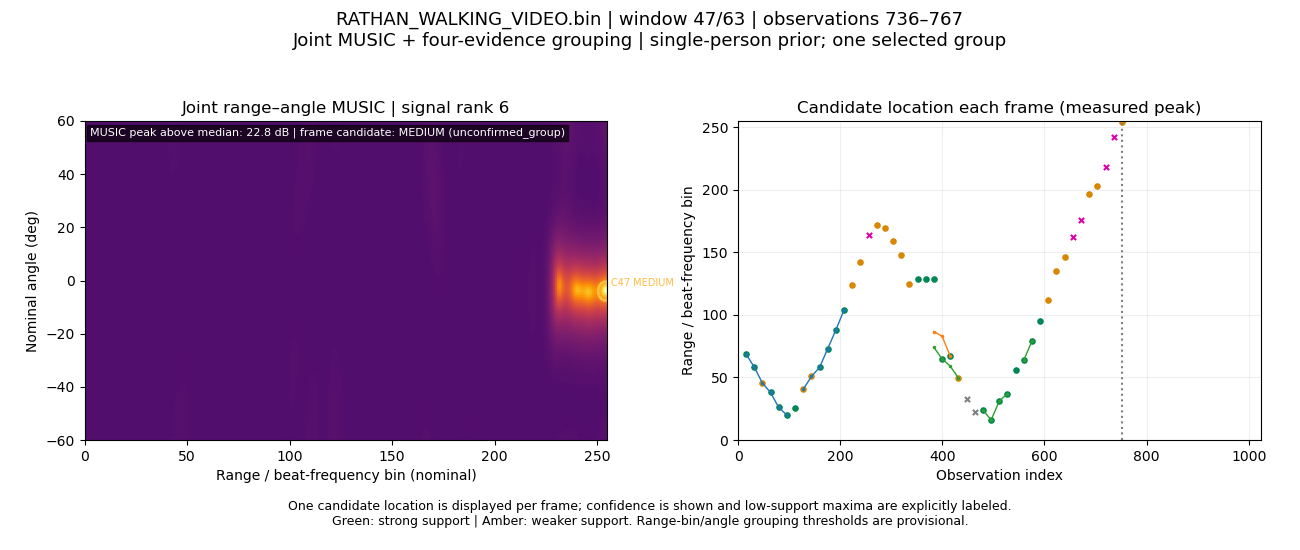 RATHAN_WALKING_VIDEO.bin | window 47/63 | observations 736–767
Joint MUSIC + four-evidence grouping | single-person prior; one selected group
Joint range–angle MUSIC | signal rank 6
MUSIC peak above median: 22.8 dB | frame candidate: MEDIUM (unconfirmed_group)
60
40
20
0
−20
−40
−60
Nominal angle (deg)
C47 MEDIUM
0
50
100
150
200
250
Range / beat-frequency bin (nominal)
Candidate location each frame (measured peak)
250
200
150
100
50
0
Range / beat-frequency bin
0
200
400
600
800
1000
Observation index
One candidate location is displayed per frame; confidence is shown and low-support maxima are explicitly labeled.
Green: strong support | Amber: weaker support. Range-bin/angle grouping thresholds are provisional.